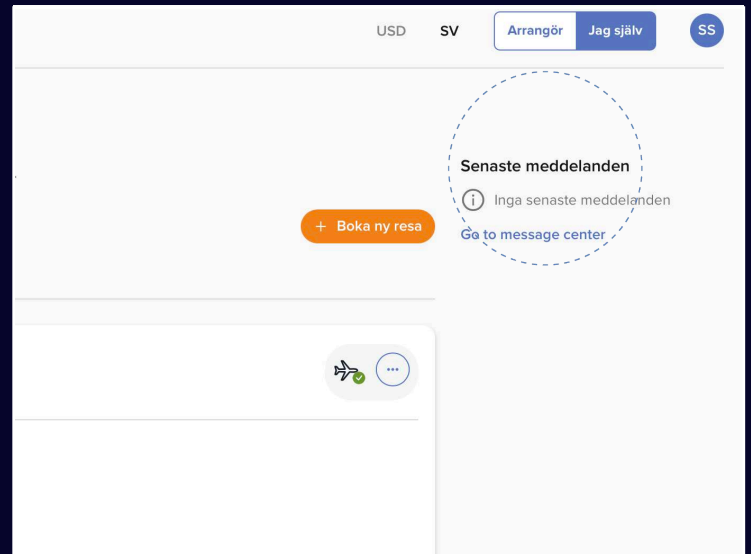 USD SV Arrangör Jag själv SS
Senaste meddelanden
Inga senaste meddelanden
+ Boka ny resa
Go to message center